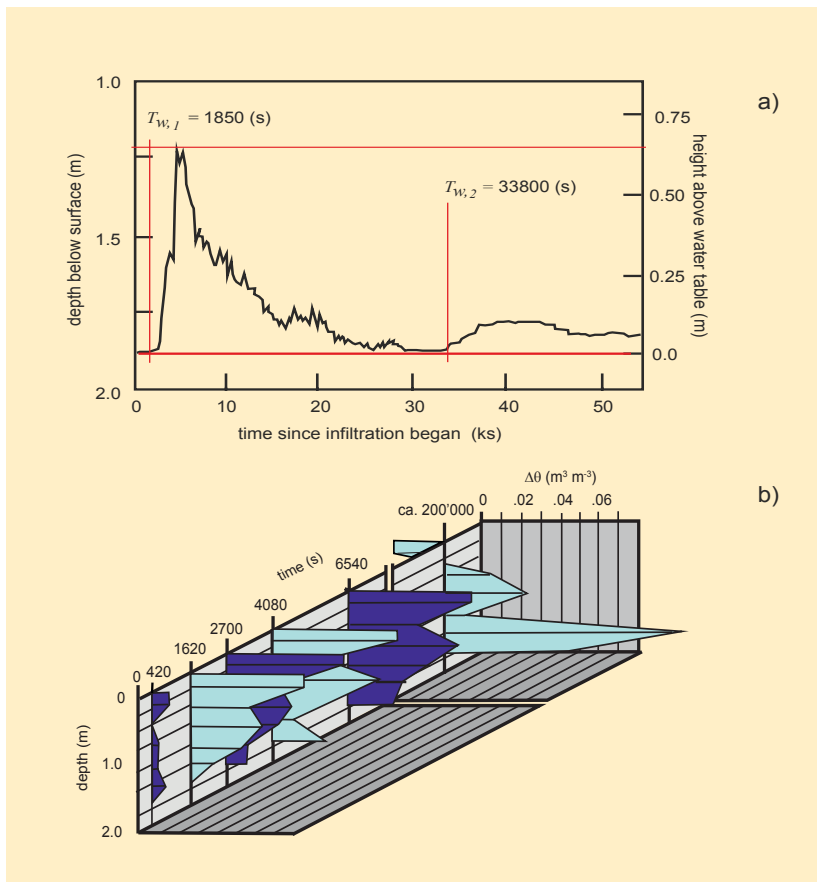 a)
1.0
1.5
2.0
depth below surface (m)
T_{w, 1} = 1850 (s)
T_{w, 2} = 33800 (s)
0.75
0.50
0.25
0.0
height above water table (m)
0 10 20 30 40 50
time since infiltration began (ks)
b)
Δθ (m³ m⁻³)
0 .02 .04 .06
ca. 200'000
time (s)
6540
4080
2700
1620
0 420
0
1.0
2.0
depth (m)